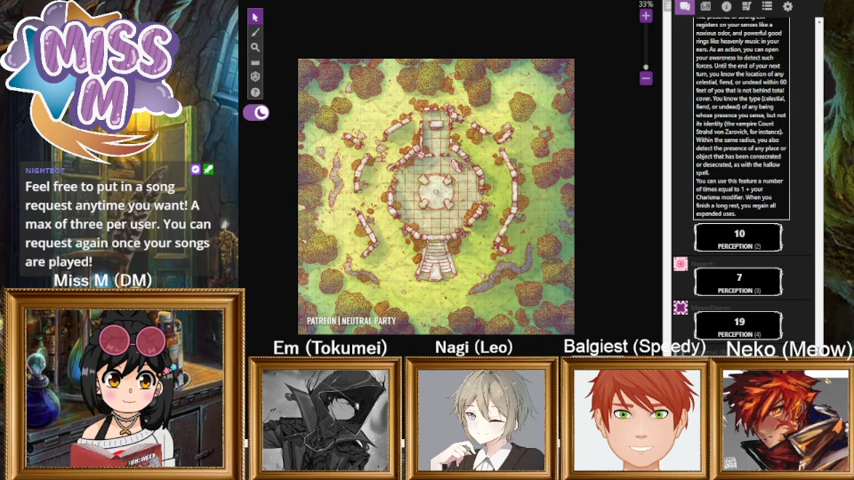 MISS
M
NIGHTBOT
Feel free to put in a song
request anytime you want! A
max of three per user. You can
request again once your songs
are played!
Miss M (DM)
33%
PATREON | NEUTRAL PARTY
registers on your senses like a
noxious odor, and powerful good
rings like heavenly music in your
ears. As an action, you can open
your awareness to detect such
forces. Until the end of your next
turn, you know the location of any
celestial, fiend, or undead within 60
feet of you that is not behind total
cover. You know the type (celestial,
fiend, or undead) of any being
whose presence you sense, but not
its identity (the vampire Count
Strahd von Zarovich, for instance).
Within the same radius, you also
detect the presence of any place or
object that has been consecrated
or desecrated, as with the hallow
spell.
You can use this feature a number
of times equal to 1 + your
Charisma modifier. When you
finish a long rest, you regain all
expended uses.
10
PERCEPTION (2)
7
PERCEPTION (3)
19
PERCEPTION (4)
Em (Tokumei)
Nagi (Leo)
Balgiest (Speedy)
Neko (Meow)